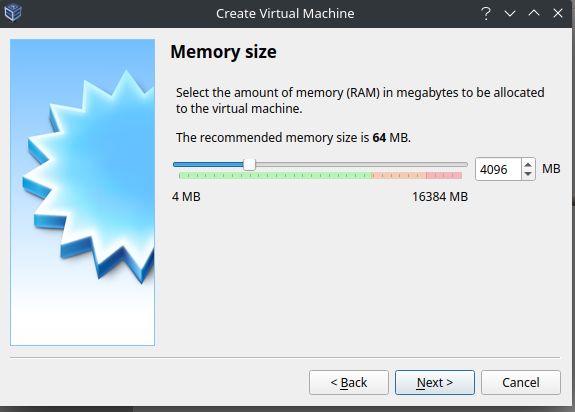 Create Virtual Machine
Memory size
Select the amount of memory (RAM) in megabytes to be allocated
to the virtual machine.
The recommended memory size is 64 MB.
4096 MB
4 MB 16384 MB
< Back Next > Cancel